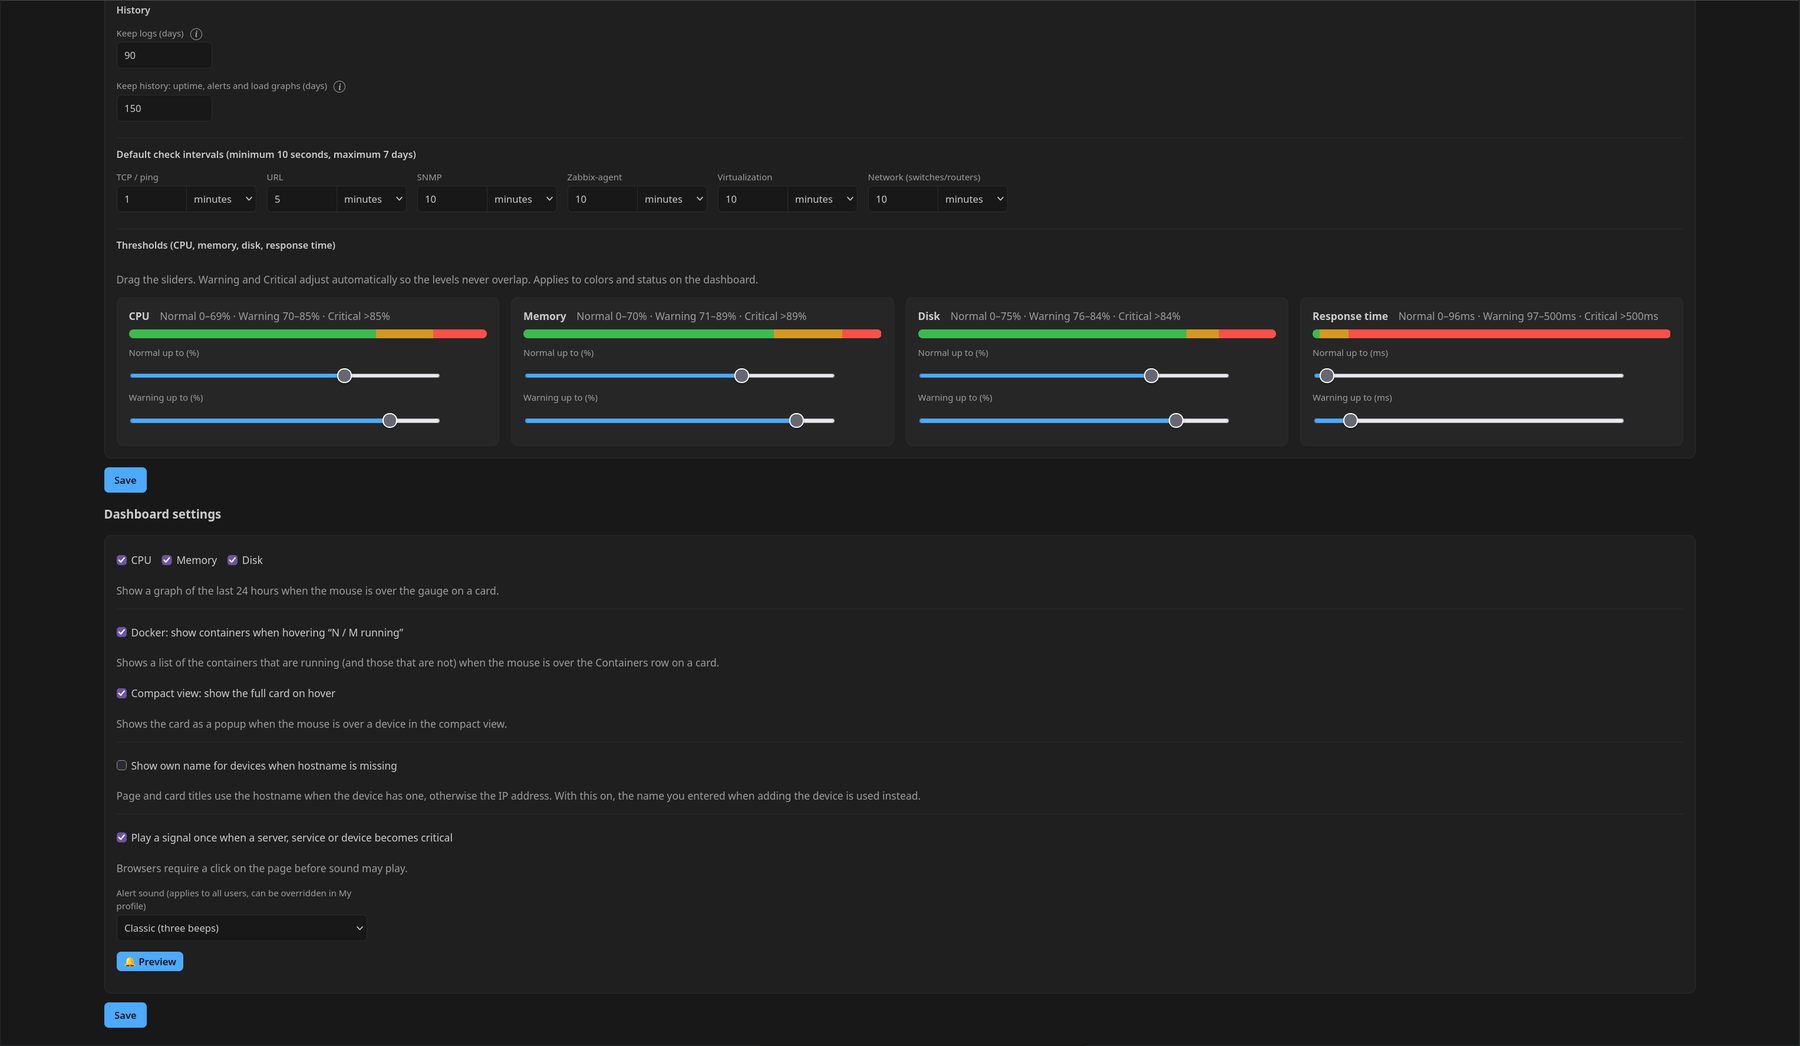 History
Keep logs (days) i
90
Keep history: uptime, alerts and load graphs (days) i
150
Default check intervals (minimum 10 seconds, maximum 7 days)
TCP / ping URL SNMP Zabbix-agent Virtualization Network (switches/routers)
1 minutes 5 minutes 10 minutes 10 minutes 10 minutes 10 minutes
Thresholds (CPU, memory, disk, response time)
Drag the sliders. Warning and Critical adjust automatically so the levels never overlap. Applies to colors and status on the dashboard.
CPU Normal 0–69% · Warning 70–85% · Critical >85%
Normal up to (%)
Warning up to (%)
Memory Normal 0–70% · Warning 71–89% · Critical >89%
Normal up to (%)
Warning up to (%)
Disk Normal 0–75% · Warning 76–84% · Critical >84%
Normal up to (%)
Warning up to (%)
Response time Normal 0–96ms · Warning 97–500ms · Critical >500ms
Normal up to (ms)
Warning up to (ms)
Save
Dashboard settings
CPU Memory Disk
Show a graph of the last 24 hours when the mouse is over the gauge on a card.
Docker: show containers when hovering “N / M running”
Shows a list of the containers that are running (and those that are not) when the mouse is over the Containers row on a card.
Compact view: show the full card on hover
Shows the card as a popup when the mouse is over a device in the compact view.
Show own name for devices when hostname is missing
Page and card titles use the hostname when the device has one, otherwise the IP address. With this on, the name you entered when adding the device is used instead.
Play a signal once when a server, service or device becomes critical
Browsers require a click on the page before sound may play.
Alert sound (applies to all users, can be overridden in My
profile)
Classic (three beeps)
🔔 Preview
Save